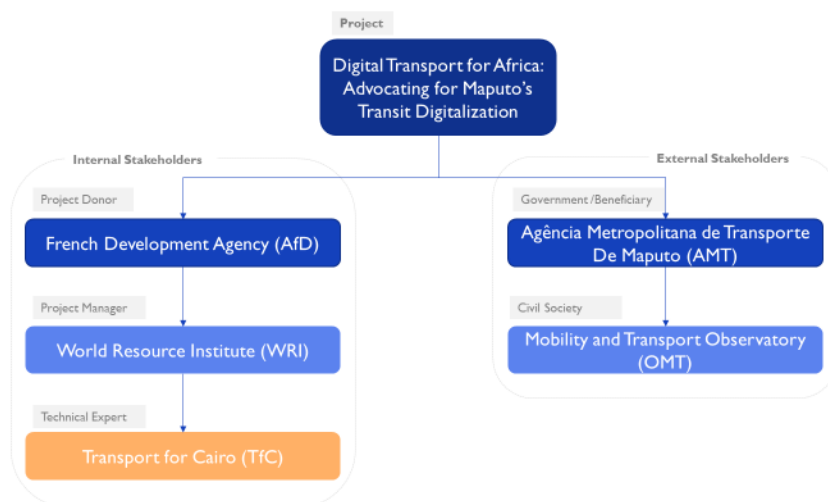 Project
Digital Transport for Africa:
Advocating for Maputo's
Transit Digitalization
Internal Stakeholders
Project Donor
French Development Agency (AfD)
Project Manager
World Resource Institute (WRI)
Technical Expert
Transport for Cairo (TfC)
External Stakeholders
Government /Beneficiary
Agência Metropolitana de Transporte
De Maputo (AMT)
Civil Society
Mobility and Transport Observatory
(OMT)